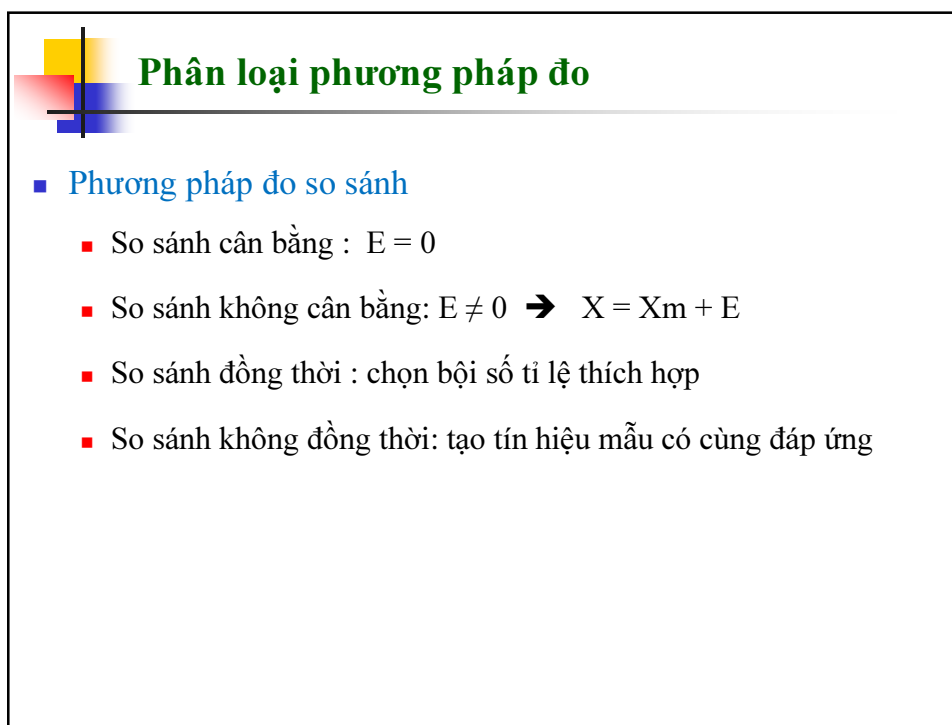 Phân loại phương pháp đo
Phương pháp đo so sánh
So sánh cân bằng : E = 0
So sánh không cân bằng: E ≠ 0 ➔ X = Xm + E
So sánh đồng thời : chọn bội số tỉ lệ thích hợp
So sánh không đồng thời: tạo tín hiệu mẫu có cùng đáp ứng